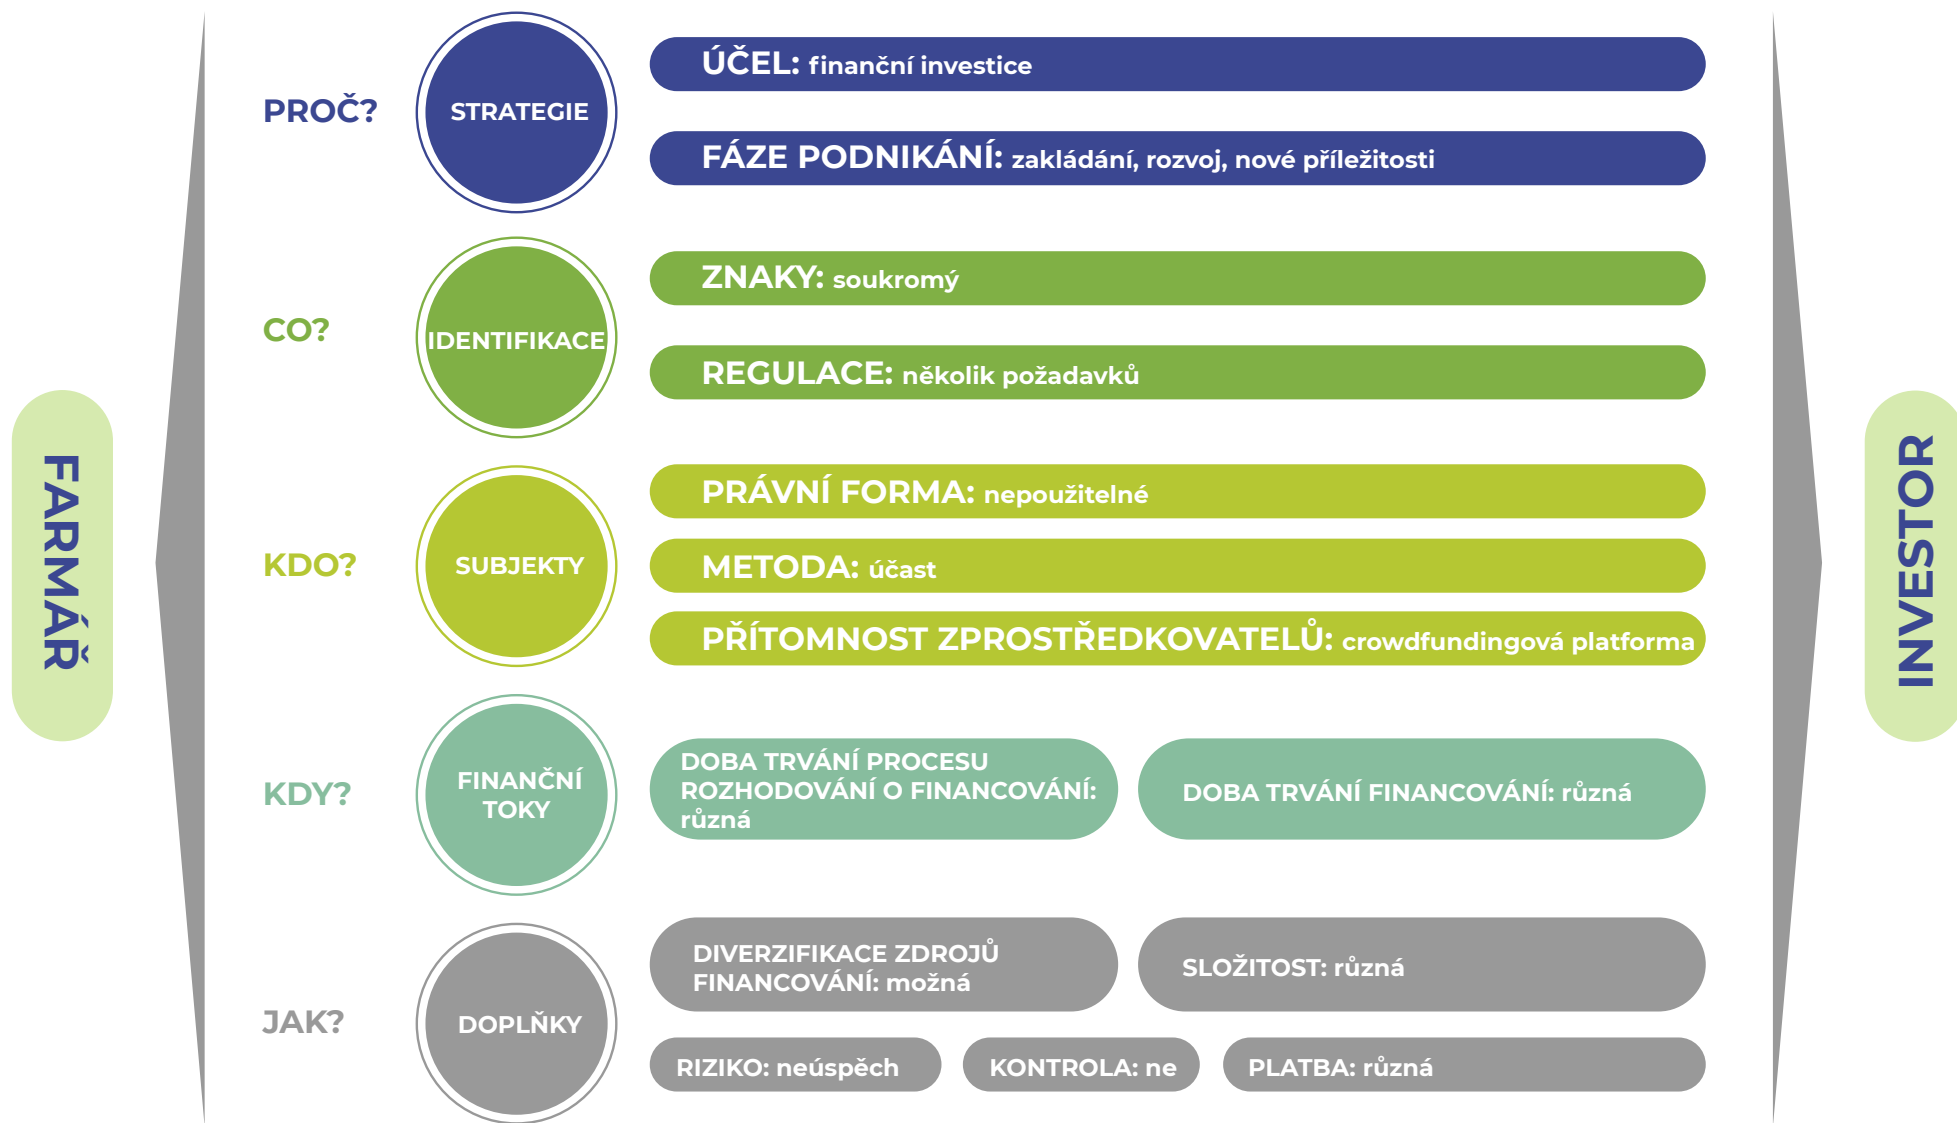 FARMÁŘ
PROČ?
STRATEGIE
ÚČEL: finanční investice
FÁZE PODNIKÁNÍ: zakládání, rozvoj, nové příležitosti
CO?
IDENTIFIKACE
ZNAKY: soukromý
REGULACE: několik požadavků
KDO?
SUBJEKTY
PRÁVNÍ FORMA: nepoužitelné
METODA: účast
PŘÍTOMNOST ZPROSTŘEDKOVATELŮ: crowdfundingová platforma
KDY?
FINANČNÍ
TOKY
DOBA TRVÁNÍ PROCESU
ROZHODOVÁNÍ O FINANCOVÁNÍ:
různá
DOBA TRVÁNÍ FINANCOVÁNÍ: různá
JAK?
DOPLŇKY
DIVERZIFIKACE ZDROJŮ
FINANCOVÁNÍ: možná
SLOŽITOST: různá
RIZIKO: neúspěch
KONTROLA: ne
PLATBA: různá
INVESTOR